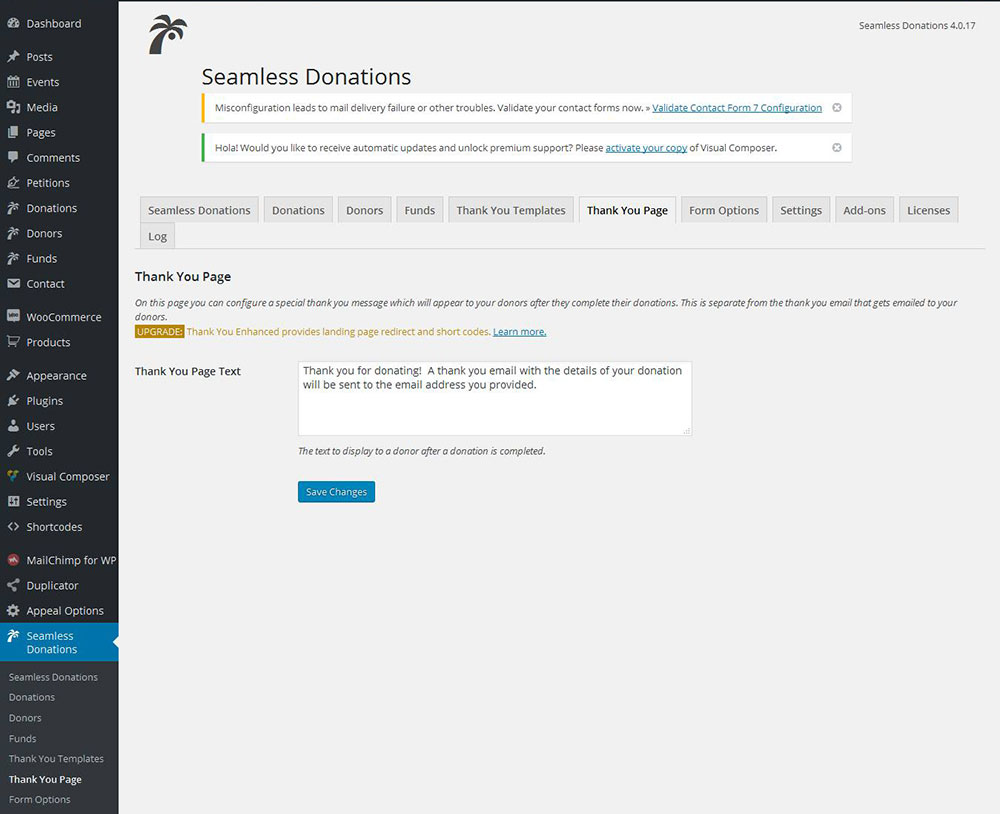 Dashboard
Posts
Events
Media
Pages
Comments
Petitions
Donations
Donors
Funds
Contact
WooCommerce
Products
Appearance
Plugins
Users
Tools
Visual Composer
Settings
Shortcodes
MailChimp for WP
Duplicator
Appeal Options
Seamless
Donations
Seamless Donations
Donations
Donors
Funds
Thank You Templates
Thank You Page
Form Options
Seamless Donations 4.0.17
Seamless Donations
Misconfiguration leads to mail delivery failure or other troubles. Validate your contact forms now. » Validate Contact Form 7 Configuration
Hola! Would you like to receive automatic updates and unlock premium support? Please activate your copy of Visual Composer.
Seamless Donations Donations Donors Funds Thank You Templates Thank You Page Form Options Settings Add-ons Licenses
Log
Thank You Page
On this page you can configure a special thank you message which will appear to your donors after they complete their donations. This is separate from the thank you email that gets emailed to your
donors.
UPGRADE: Thank You Enhanced provides landing page redirect and short codes. Learn more.
Thank You Page Text
Thank you for donating!  A thank you email with the details of your donation
will be sent to the email address you provided.
The text to display to a donor after a donation is completed.
Save Changes